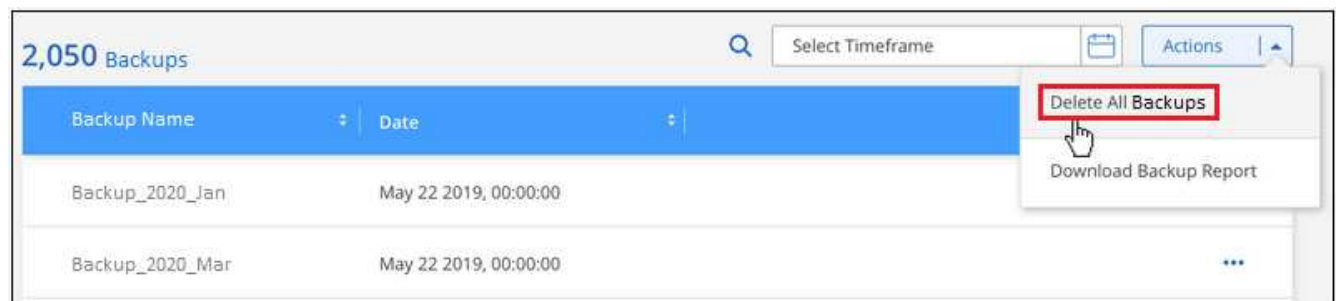 2,050 Backups
Select Timeframe
Actions
Delete All Backups
Download Backup Report
Backup Name
Date
Backup_2020_Jan
May 22 2019, 00:00:00
Backup_2020_Mar
May 22 2019, 00:00:00